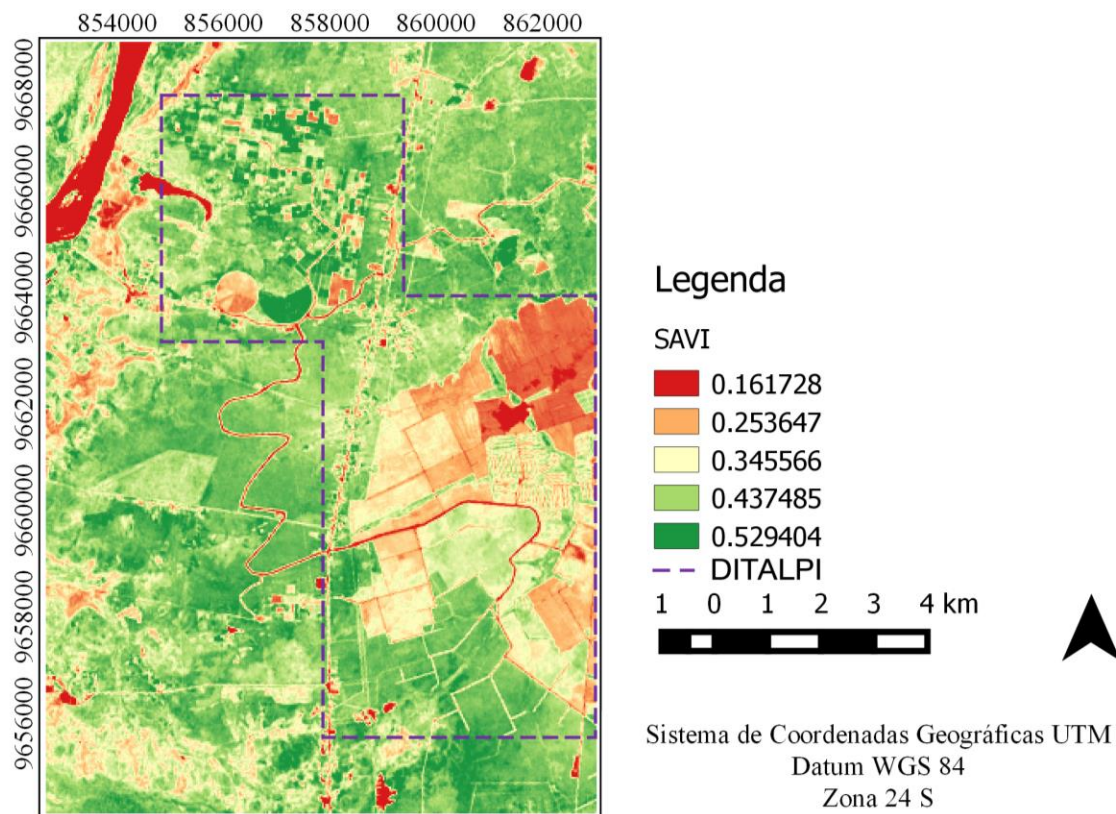 854000 856000 858000 860000 862000
9668000
9666000
9664000
9662000
9660000
9658000
9656000
Legenda
SAVI
0.161728
0.253647
0.345566
0.437485
0.529404
DITALPI
1 0 1 2 3 4 km
Sistema de Coordenadas Geográficas UTM
Datum WGS 84
Zona 24 S